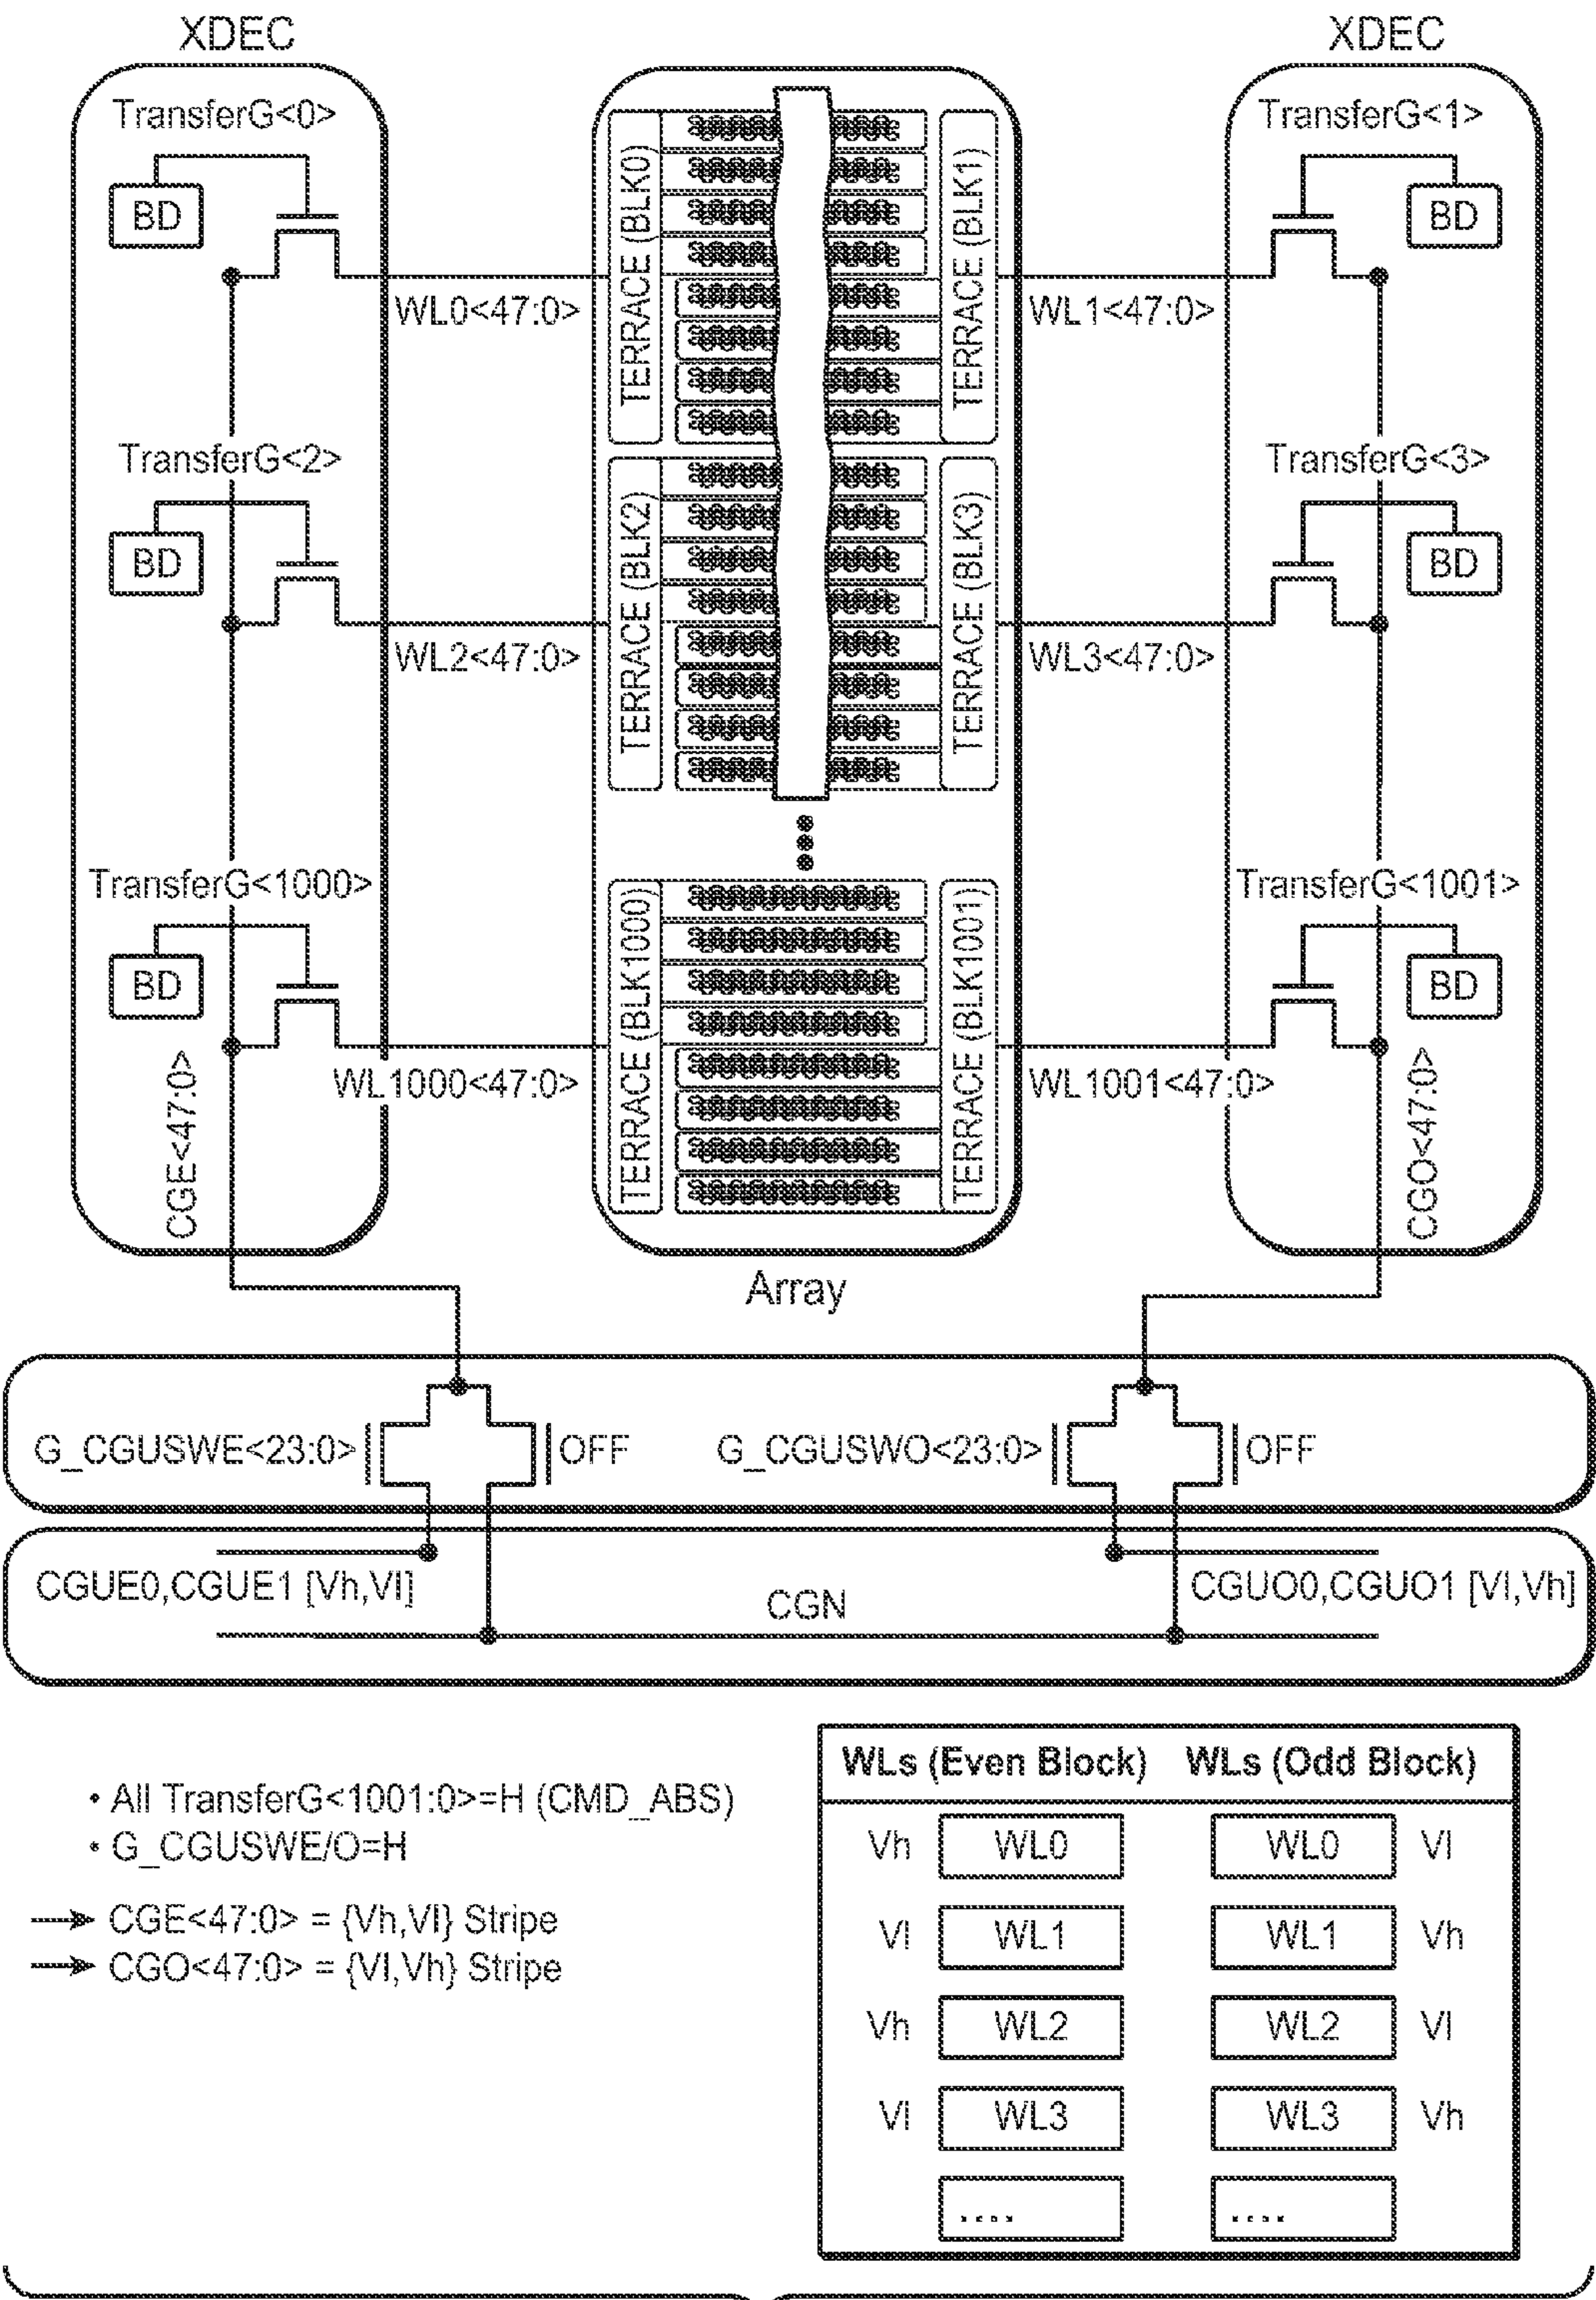 XDEC
XDEC
TransferG<0>
TransferG<1>
BD
BD
TERRACE (BLK0)
TERRACE (BLK1)
WL0<47:0>
WL1<47:0>
TransferG<2>
TransferG<3>
BD
BD
TERRACE (BLK2)
TERRACE (BLK3)
WL2<47:0>
WL3<47:0>
TransferG<1000>
TransferG<1001>
BD
BD
TERRACE (BLK1000)
TERRACE (BLK1001)
WL1000<47:0>
WL1001<47:0>
CGE<47:0>
CGO<47:0>
Array
G_CGUSWE<23:0>
OFF
G_CGUSWO<23:0>
OFF
CGUE0,CGUE1 [Vh,Vl]
CGN
CGUO0,CGUO1 [Vl,Vh]
• All TransferG<1001:0>=H (CMD_ABS)
• G_CGUSWE/O=H
→ CGE<47:0> = {Vh,Vl} Stripe
→ CGO<47:0> = {Vl,Vh} Stripe
WLs (Even Block) WLs (Odd Block)
Vh WL0 WL0 Vl
Vl WL1 WL1 Vh
Vh WL2 WL2 Vl
Vl WL3 WL3 Vh
.... ....